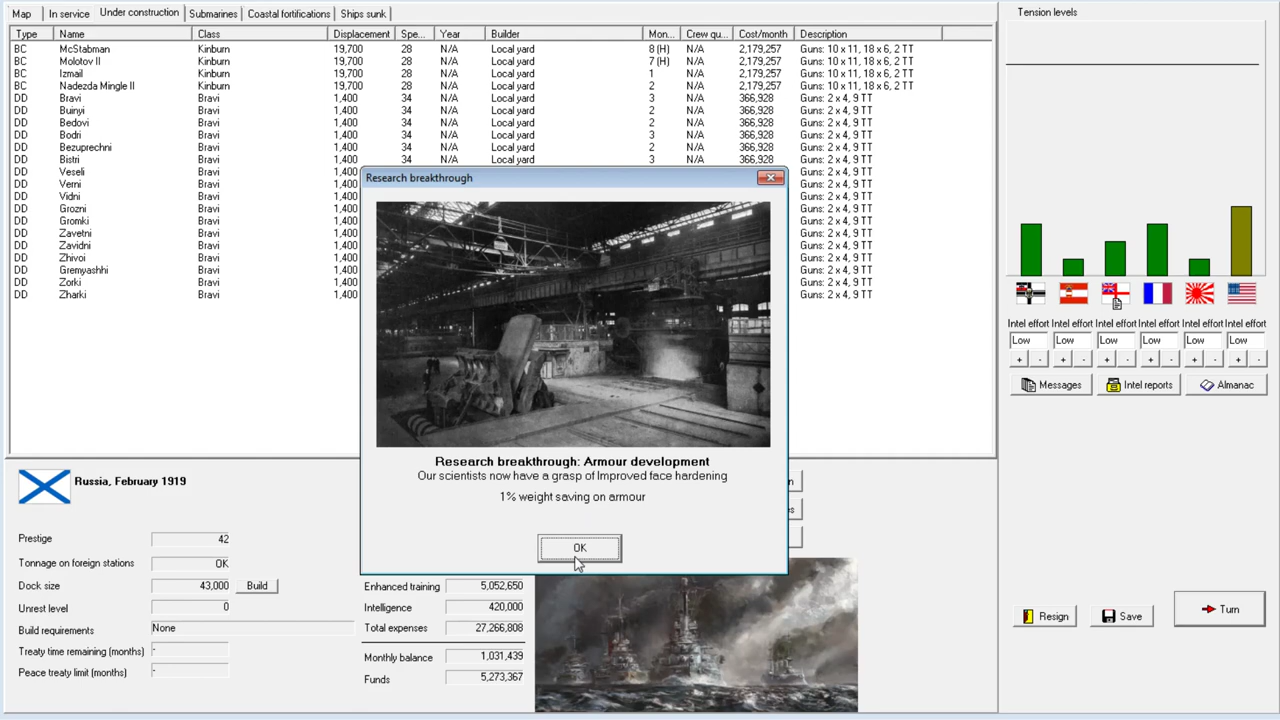 Map In service Under construction Submarines Coastal fortifications Ships sunk
Type Name Class Displacement Spe... Year Builder Mon... Crew qu... Cost/month Description
BC McStabman Kinburn 19,700 28 N/A Local yard 8 (H) N/A 2,179,257 Guns: 10 x 11, 18 x 6, 2 TT
BC Molotov II Kinburn 19,700 28 N/A Local yard 7 (H) N/A 2,179,257 Guns: 10 x 11, 18 x 6, 2 TT
BC Izmail Kinburn 19,700 28 N/A Local yard 1 N/A 2,179,257 Guns: 10 x 11, 18 x 6, 2 TT
BC Nadezda Mingle II Kinburn 19,700 28 N/A Local yard 2 N/A 2,179,257 Guns: 10 x 11, 18 x 6, 2 TT
DD Bravi Bravi 1,400 34 N/A Local yard 3 N/A 366,928 Guns: 2 x 4, 9 TT
DD Buinyi Bravi 1,400 34 N/A Local yard 2 N/A 366,928 Guns: 2 x 4, 9 TT
DD Bedovi Bravi 1,400 34 N/A Local yard 2 N/A 366,928 Guns: 2 x 4, 9 TT
DD Bodri Bravi 1,400 34 N/A Local yard 3 N/A 366,928 Guns: 2 x 4, 9 TT
DD Bezuprechni Bravi 1,400 34 N/A Local yard 2 N/A 366,928 Guns: 2 x 4, 9 TT
DD Bistri Bravi 1,400 34 N/A Local yard 3 N/A 366,928 Guns: 2 x 4, 9 TT
DD Veseli Bravi 1,400 Guns: 2 x 4, 9 TT
DD Verni Bravi 1,400 Guns: 2 x 4, 9 TT
DD Vidni Bravi 1,400 Guns: 2 x 4, 9 TT
DD Grozni Bravi 1,400 Guns: 2 x 4, 9 TT
DD Gromki Bravi 1,400 Guns: 2 x 4, 9 TT
DD Zavetni Bravi 1,400 Guns: 2 x 4, 9 TT
DD Zavidni Bravi 1,400 Guns: 2 x 4, 9 TT
DD Zhivoi Bravi 1,400 Guns: 2 x 4, 9 TT
DD Gremyashhi Bravi 1,400 Guns: 2 x 4, 9 TT
DD Zorki Bravi 1,400 Guns: 2 x 4, 9 TT
DD Zharki Bravi 1,400 Guns: 2 x 4, 9 TT
Research breakthrough
Research breakthrough: Armour development
Our scientists now have a grasp of Improved face hardening
1% weight saving on armour
OK
Tension levels
Intel effort Intel effort Intel effort Intel effort Intel effort Intel effort
Low Low Low Low Low Low
+ - + - + - + - + - + -
Messages Intel reports Almanac
Russia, February 1919
Prestige 42
Tonnage on foreign stations OK
Dock size 43,000 Build
Unrest level 0
Build requirements None
Treaty time remaining (months) -
Peace treaty limit (months) -
Enhanced training 5,052,650
Intelligence 420,000
Total expenses 27,266,808
Monthly balance 1,031,439
Funds 5,273,367
Resign Save Turn